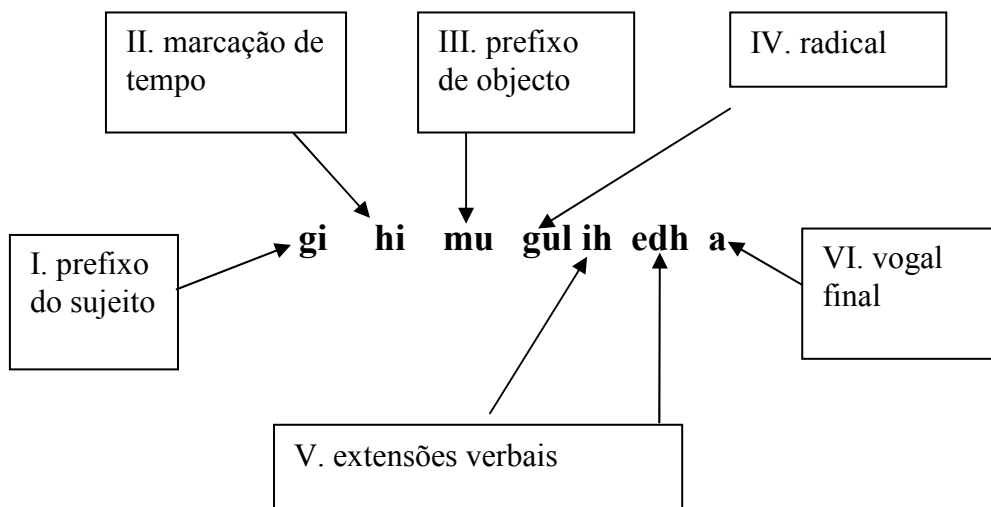 II. marcação de
tempo
III. prefixo
de objecto
IV. radical
gi hi mu gul ih edh a
I. prefixo
do sujeito
VI. vogal
final
V. extensões verbais